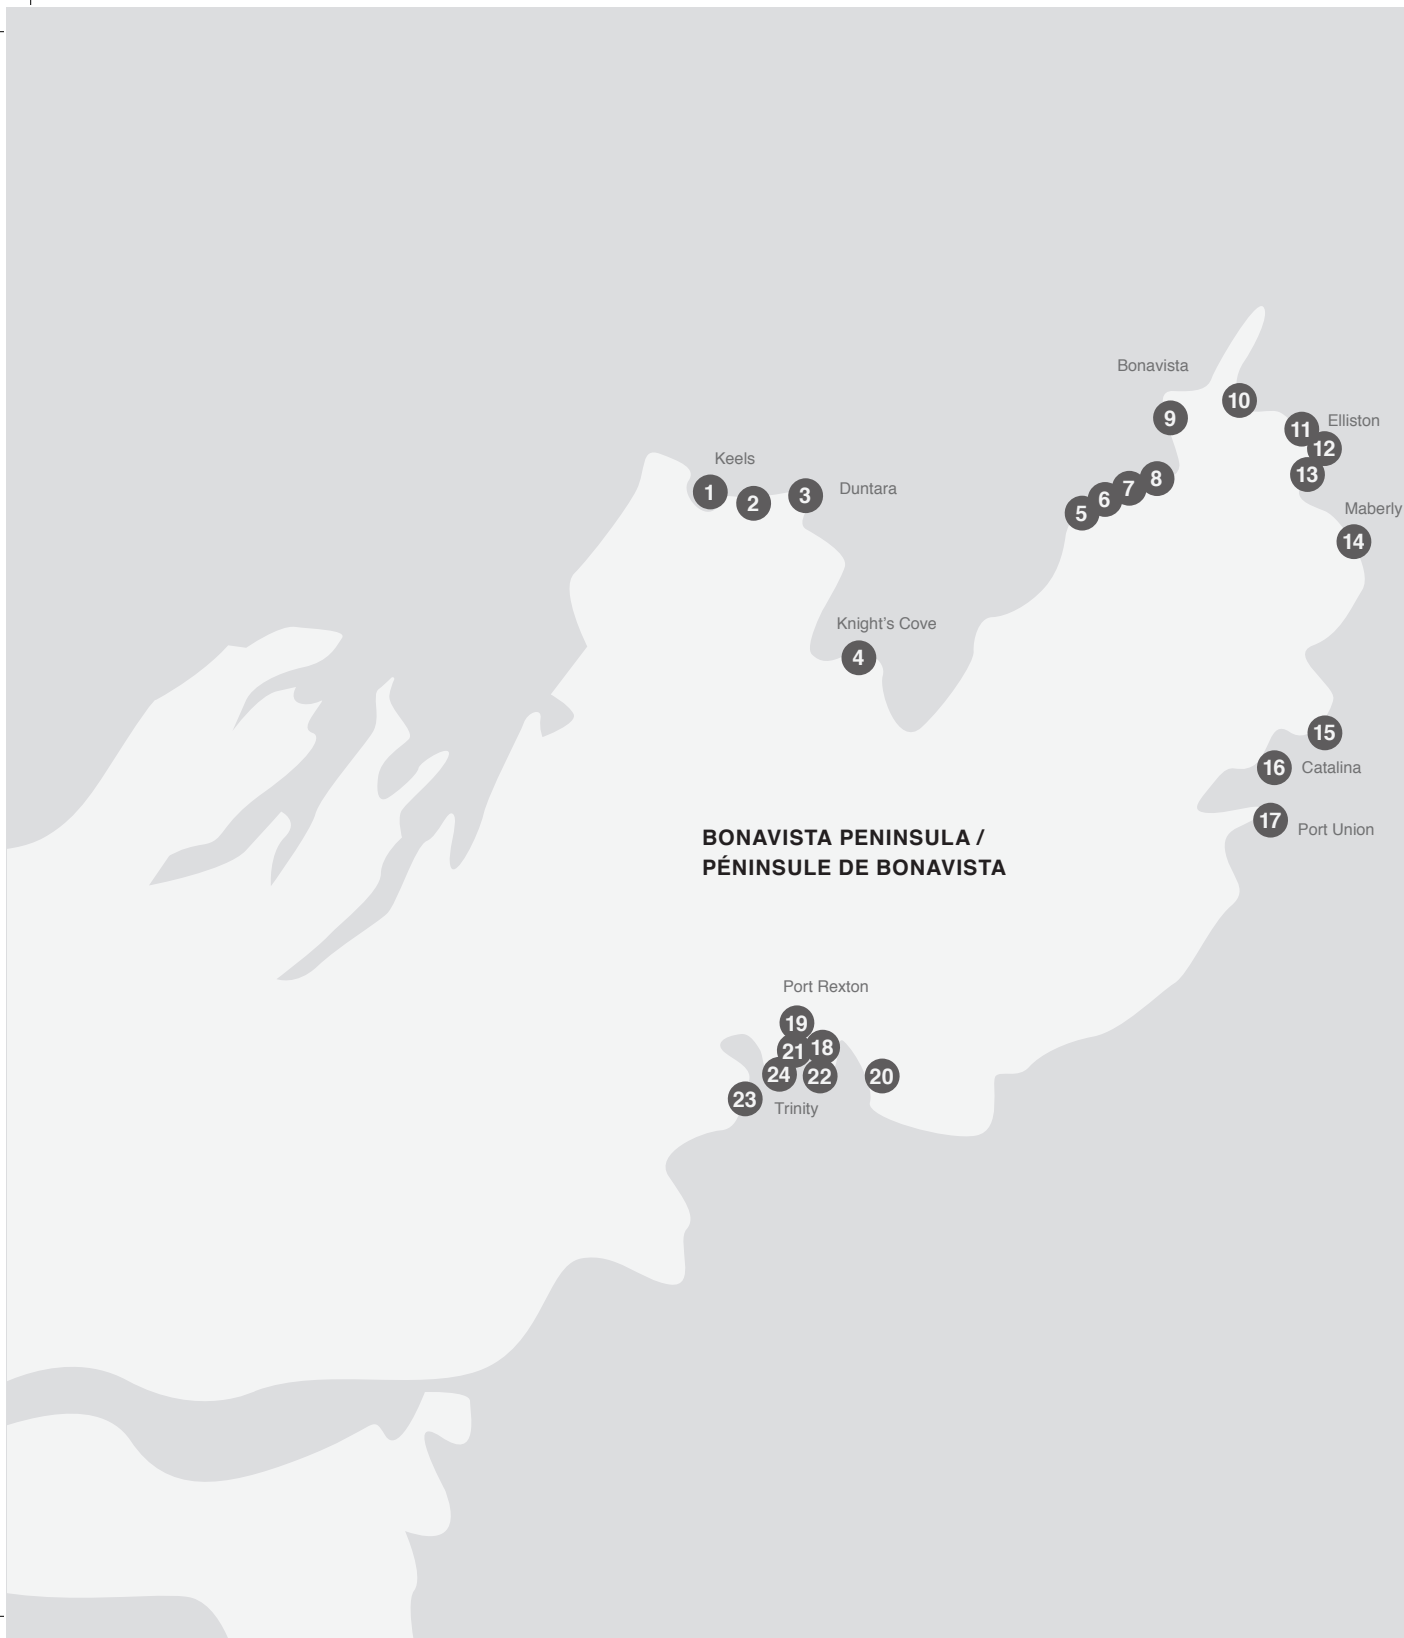 Bonavista
10
9
Elliston
11
12
13
Keels
1
2
3
Duntara
8
7
6
5
Maberly
14
Knight's Cove
4
15
16
Catalina
17
Port Union
BONAVISTA PENINSULA /
PÉNINSULE DE BONAVISTA
Port Rexton
19
21
18
24
22
20
23
Trinity